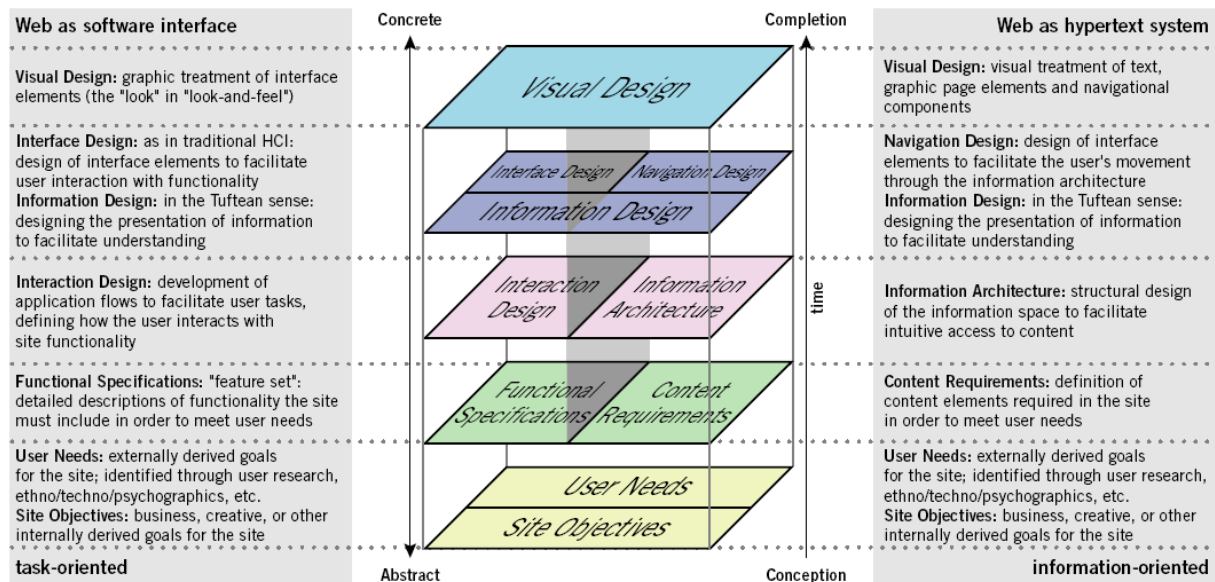 Web as software interface
Concrete
Completion
Web as hypertext system
Visual Design: graphic treatment of interface
elements (the "look" in "look-and-feel")
Visual Design
Visual Design: visual treatment of text,
graphic page elements and navigational
components
Interface Design: as in traditional HCI:
design of interface elements to facilitate
user interaction with functionality
Information Design: in the Tuftean sense:
designing the presentation of information
to facilitate understanding
Interface Design
Navigation Design
Information Design
Navigation Design: design of interface
elements to facilitate the user's movement
through the information architecture
Information Design: in the Tuftean sense:
designing the presentation of information
to facilitate understanding
Interaction Design: development of
application flows to facilitate user tasks,
defining how the user interacts with
site functionality
Interaction
Design
Information
Architecture
time
Information Architecture: structural design
of the information space to facilitate
intuitive access to content
Functional Specifications: "feature set":
detailed descriptions of functionality the site
must include in order to meet user needs
Functional
Specifications
Content
Requirements
Content Requirements: definition of
content elements required in the site
in order to meet user needs
User Needs: externally derived goals
for the site; identified through user research,
ethno/techno/psychographics, etc.
Site Objectives: business, creative, or other
internally derived goals for the site
User Needs
Site Objectives
User Needs: externally derived goals
for the site; identified through user research,
ethno/techno/psychographics, etc.
Site Objectives: business, creative, or other
internally derived goals for the site
task-oriented
Abstract
Conception
information-oriented